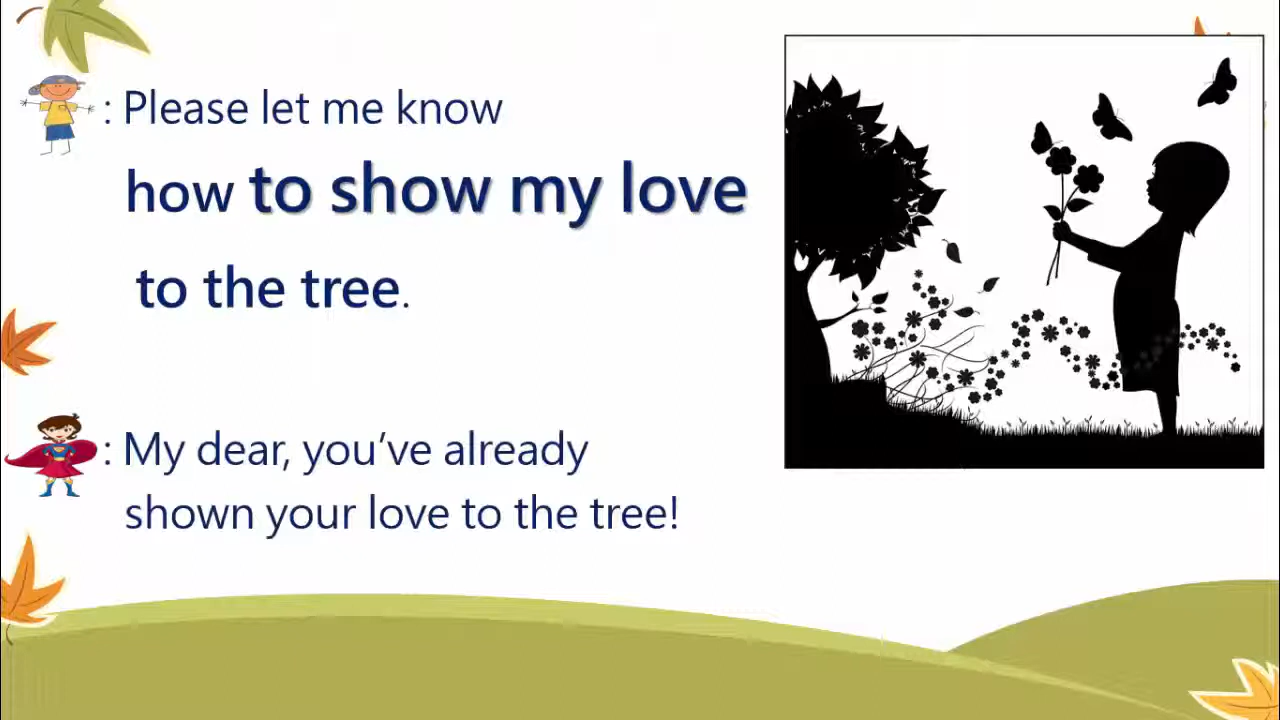 : Please let me know
how to show my love
to the tree.
: My dear, you’ve already
shown your love to the tree!